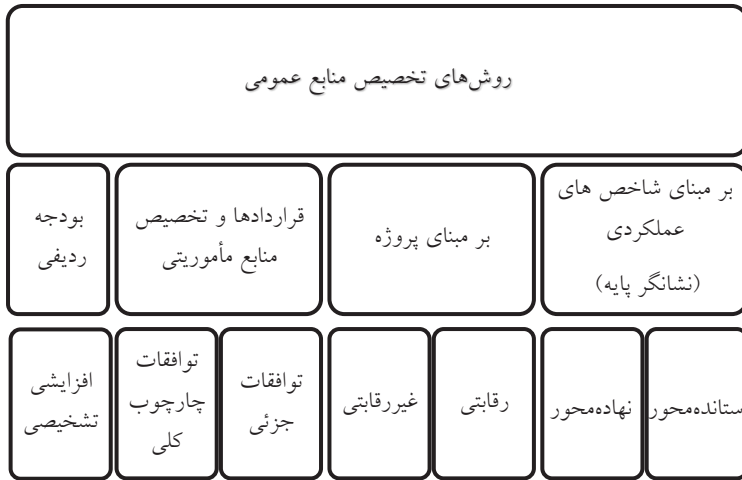 روش‌های تخصیص منابع عمومی
بر مبنای شاخص های
عملکردی
(نشانگر پایه)
بر مبنای پروژه
قراردادها و تخصیص
منابع مأموریتی
بودجه
ردیفی
ستانده‌محور
نهاده‌محور
رقابتی
غیررقابتی
توافقات
جزئی
توافقات
چارچوب
کلی
افزایشی
تشخیصی